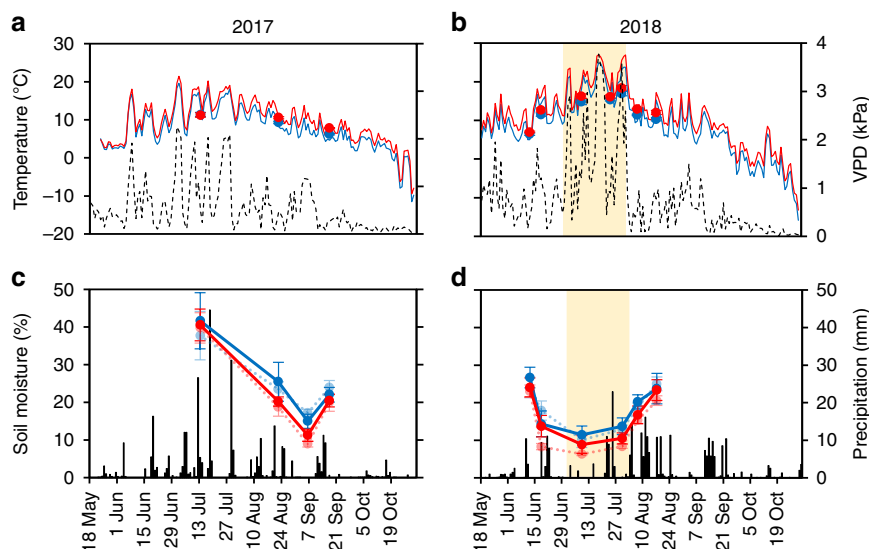 a 2017
b 2018
30
20
10
0
–10
–20
Temperature (°C)
4
3
2
1
0
VPD (kPa)
c
d
50
40
30
20
10
0
Soil moisture (%)
50
40
30
20
10
0
Precipitation (mm)
18 May
1 Jun
15 Jun
29 Jun
13 Jul
27 Jul
10 Aug
24 Aug
7 Sep
21 Sep
5 Oct
19 Oct
18 May
1 Jun
15 Jun
29 Jun
13 Jul
27 Jul
10 Aug
24 Aug
7 Sep
21 Sep
5 Oct
19 Oct